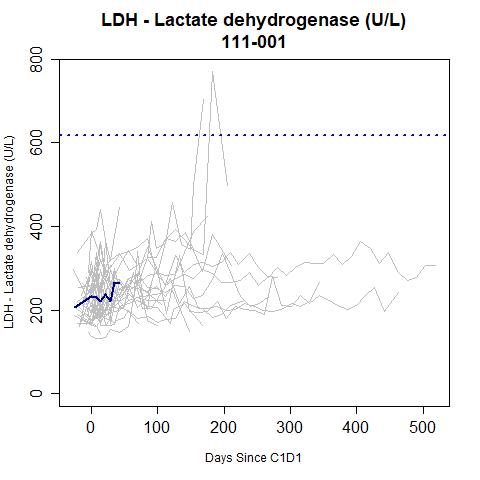 LDH - Lactate dehydrogenase (U/L)
111-001
LDH - Lactate dehydrogenase (U/L)
800
600
400
200
0
0 100 200 300 400 500
Days Since C1D1